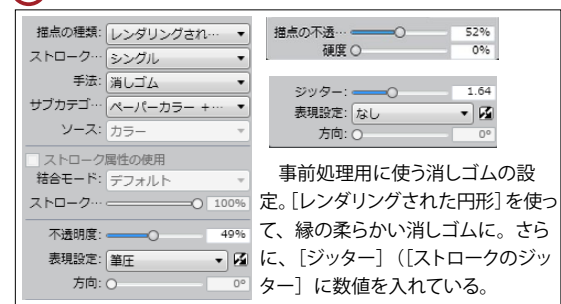 描点の種類: レンダリングされ…
ストローク… シングル
手法: 消しゴム
サブカテゴ… ペーパーカラー +…
ソース: カラー
ストローク属性の使用
結合モード: デフォルト
ストローク… 100%
不透明度: 49%
表現設定: 筆圧
方向: 0°
描点の不透… 52%
硬度 0%
ジッター: 1.64
表現設定: なし
方向: 0°
事前処理用に使う消しゴムの設
定。[レンダリングされた円形]を使っ
て、縁の柔らかい消しゴムに。さら
に、[ジッター]([ストロークのジッ
ター]に数値を入れている。